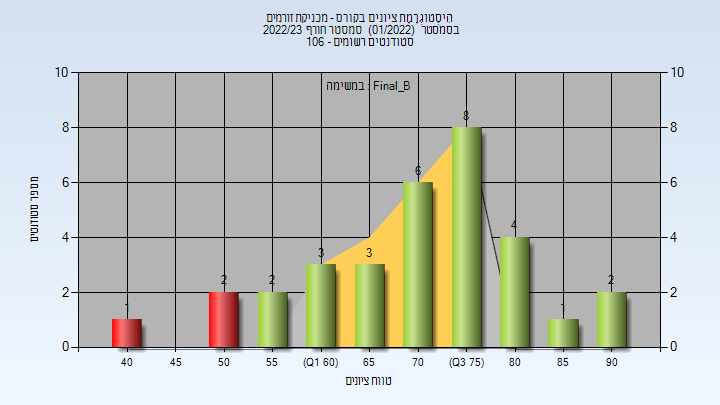 היסטוגרמת ציונים בקורס - מכניקת זורמים
בסמסטר (01/2022) סמסטר חורף 2022/23
סטודנטים רשומים - 106
במשימה : Final_B
מספר סטודנטים
10 8 6 4 2 0
10 8 6 4 2 0
1 2 2 3 3 6 8 4 1 2
40 45 50 55 (Q1 60) 65 70 (Q3 75) 80 85 90
טווח ציונים